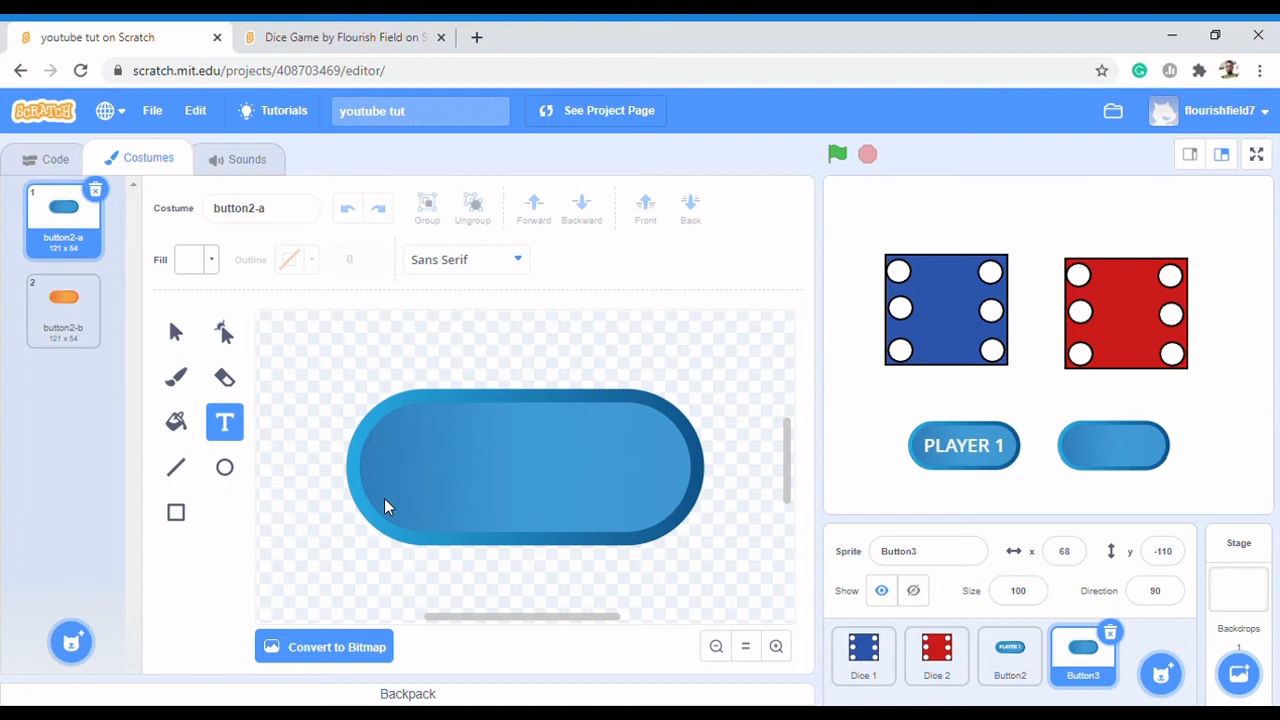 youtube tut on Scratch
Dice Game by Flourish Field on S
scratch.mit.edu/projects/408703469/editor/
SCRATCH
File
Edit
Tutorials
youtube tut
See Project Page
flourishfield7
Code
Costumes
Sounds
1
button2-a
121 x 54
2
button2-b
121 x 54
Costume
button2-a
Group
Ungroup
Forward
Backward
Front
Back
Fill
Outline
0
Sans Serif
T
Convert to Bitmap
Backpack
PLAYER 1
Sprite
Button3
x
68
y
-110
Show
Size
100
Direction
90
Dice 1
Dice 2
PLAYER 1
Button2
Button3
Stage
Backdrops
1